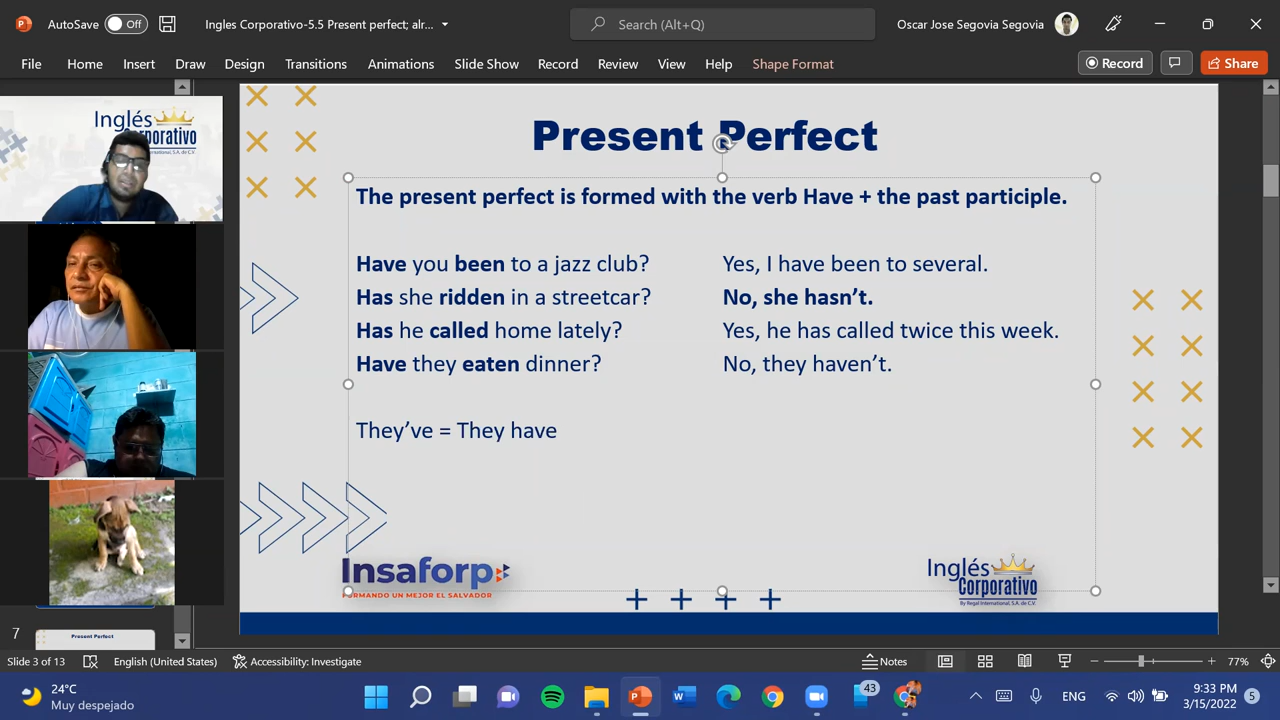 AutoSave Off
Ingles Corporativo-5.5 Present perfect; alr...
Search (Alt+Q)
Oscar Jose Segovia Segovia
File Home Insert Draw Design Transitions Animations Slide Show Record Review View Help Shape Format
Record
Share
Inglés
Corporativo
International, S.A. de C.V.
Present Perfect
The present perfect is formed with the verb Have + the past participle.
Have you been to a jazz club? Yes, I have been to several.
Has she ridden in a streetcar? No, she hasn't.
Has he called home lately? Yes, he has called twice this week.
Have they eaten dinner? No, they haven't.
They've = They have
Insaforp
FORMANDO UN MEJOR EL SALVADOR
Inglés
Corporativo
By Regal International, S.A. de C.V.
7
Present Perfect
Slide 3 of 13
English (United States)
Accessibility: Investigate
Notes
77%
24°C
Muy despejado
43
ENG
9:33 PM
3/15/2022
5